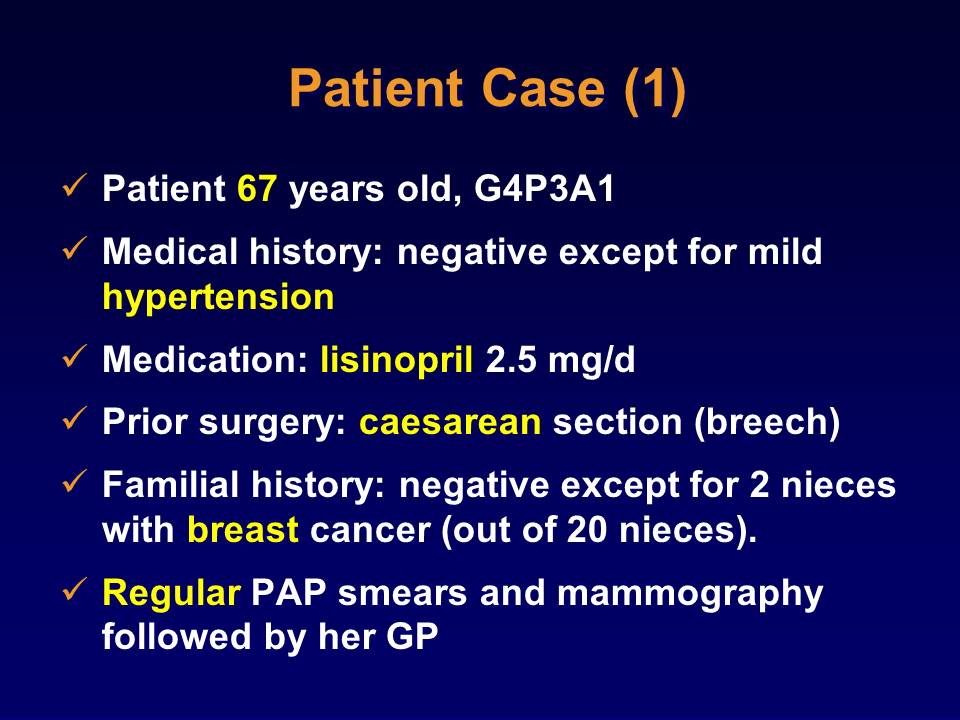 Patient Case (1)
✓ Patient 67 years old, G4P3A1
✓ Medical history: negative except for mild
hypertension
✓ Medication: lisinopril 2.5 mg/d
✓ Prior surgery: caesarean section (breech)
✓ Familial history: negative except for 2 nieces
with breast cancer (out of 20 nieces).
✓ Regular PAP smears and mammography
followed by her GP